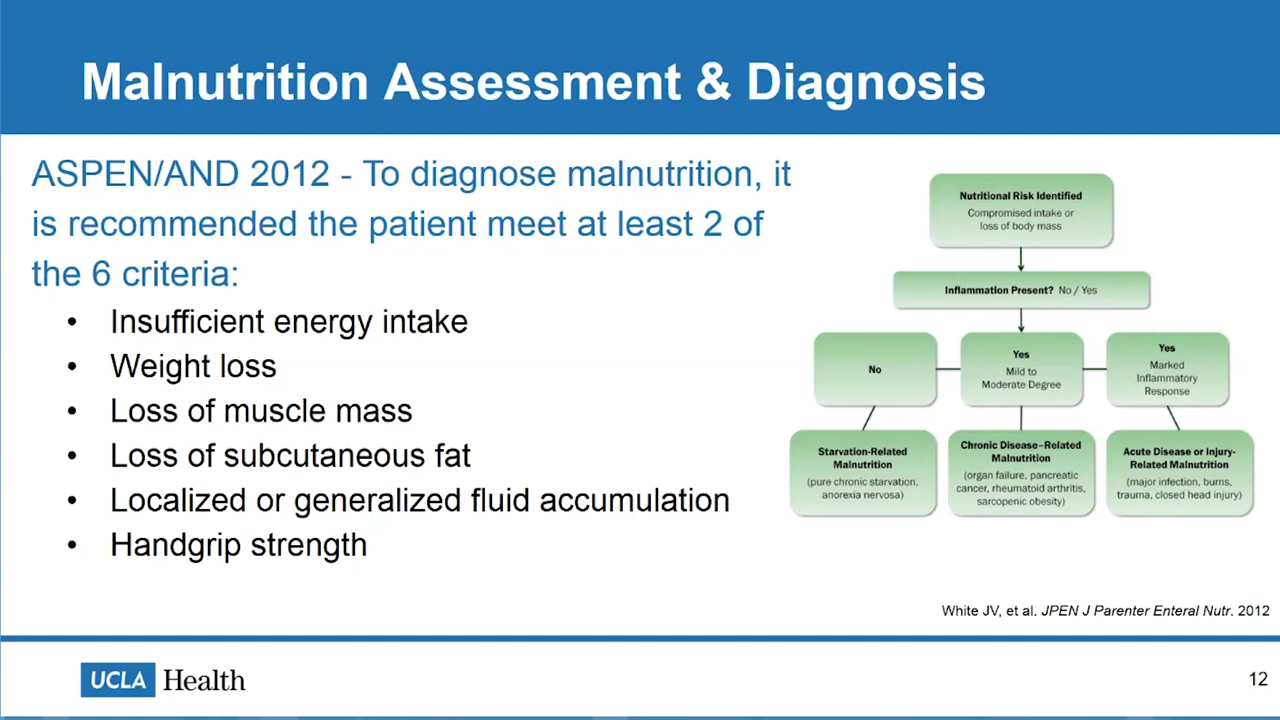 Malnutrition Assessment & Diagnosis
ASPEN/AND 2012 - To diagnose malnutrition, it
is recommended the patient meet at least 2 of
the 6 criteria:
• Insufficient energy intake
• Weight loss
• Loss of muscle mass
• Loss of subcutaneous fat
• Localized or generalized fluid accumulation
• Handgrip strength
Nutritional Risk Identified
Compromised intake or
loss of body mass
Inflammation Present? No / Yes
No
Yes
Mild to
Moderate Degree
Yes
Marked
Inflammatory
Response
Starvation-Related
Malnutrition
(pure chronic starvation,
anorexia nervosa)
Chronic Disease–Related
Malnutrition
(organ failure, pancreatic
cancer, rheumatoid arthritis,
sarcopenic obesity)
Acute Disease or Injury-
Related Malnutrition
(major infection, burns,
trauma, closed head injury)
White JV, et al. JPEN J Parenter Enteral Nutr. 2012
UCLA Health
12